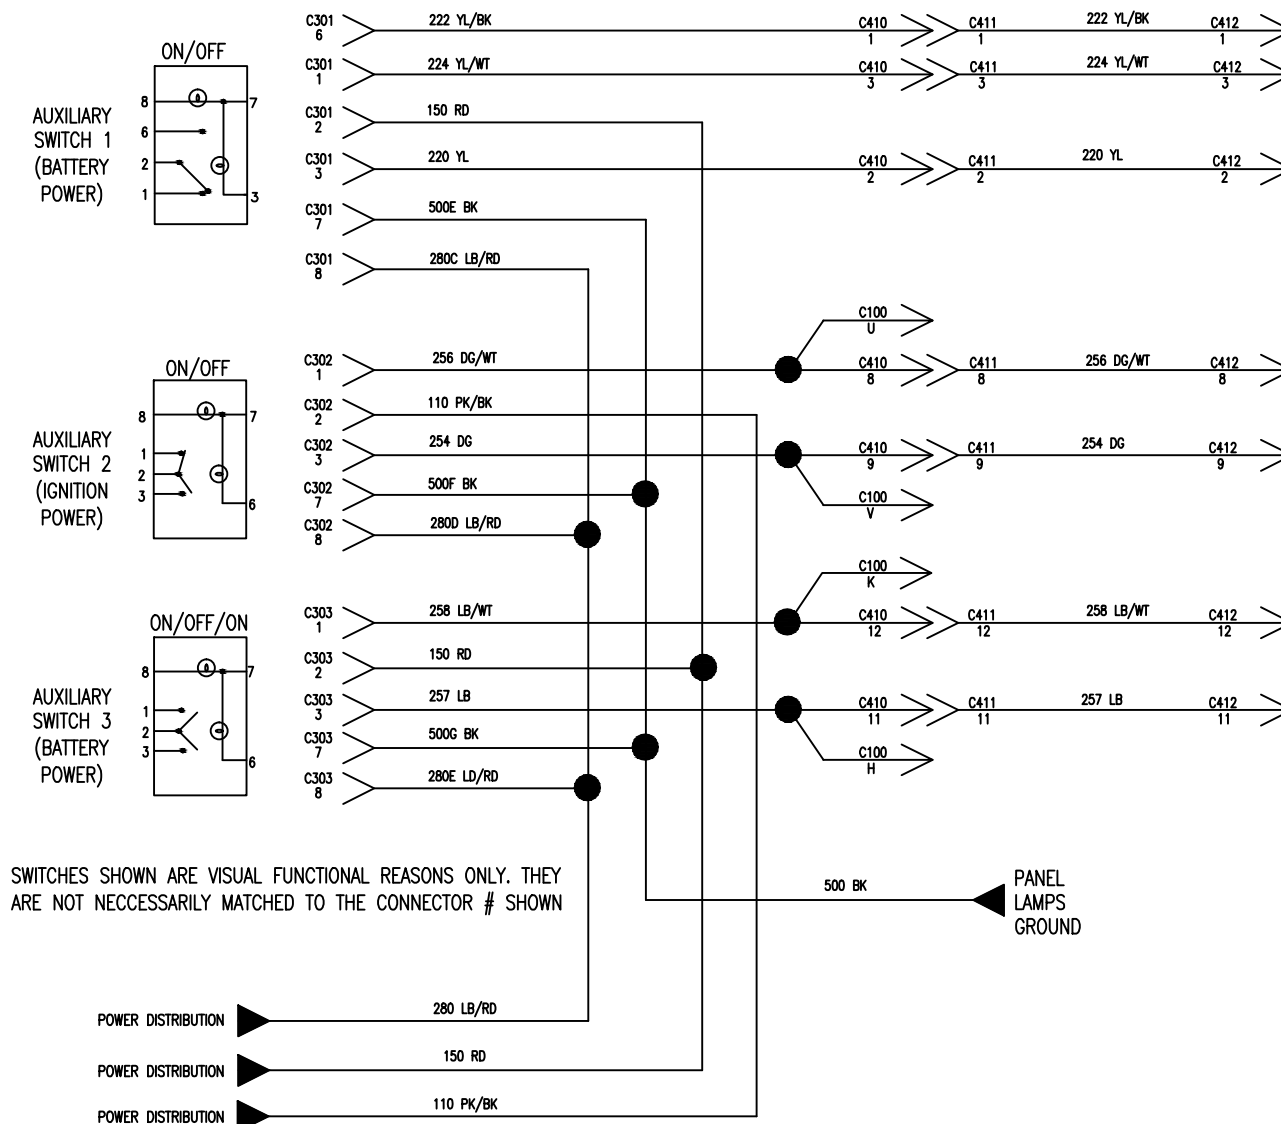 C301 222 YL/BK C410 C411 222 YL/BK C412
6 1 1 1
ON/OFF
C301 224 YL/WT C410 C411 224 YL/WT C412
1 3 3 3
AUXILIARY
SWITCH 1
(BATTERY
POWER)
8 7
6
2
1 3
C301 150 RD
2
C301 220 YL C410 C411 220 YL C412
3 2 2 2
C301 500E BK
7
C301 280C LB/RD
8
C100
U
ON/OFF
C302 256 DG/WT C410 C411 256 DG/WT C412
1 8 8 8
AUXILIARY
SWITCH 2
(IGNITION
POWER)
8 7
1
2
3 6
C302 110 PK/BK
2
C302 254 DG C410 C411 254 DG C412
3 9 9 9
C302 500F BK C100
7 V
C302 280D LB/RD
8
C100
K
ON/OFF/ON
C303 258 LB/WT C410 C411 258 LB/WT C412
1 12 12 12
AUXILIARY
SWITCH 3
(BATTERY
POWER)
8 7
1
2
3 6
C303 150 RD
2
C303 257 LB C410 C411 257 LB C412
3 11 11 11
C303 500G BK C100
7 H
C303 280E LD/RD
8
SWITCHES SHOWN ARE VISUAL FUNCTIONAL REASONS ONLY. THEY
ARE NOT NECCESSARILY MATCHED TO THE CONNECTOR # SHOWN
500 BK
PANEL
LAMPS
GROUND
POWER DISTRIBUTION 280 LB/RD
POWER DISTRIBUTION 150 RD
POWER DISTRIBUTION 110 PK/BK